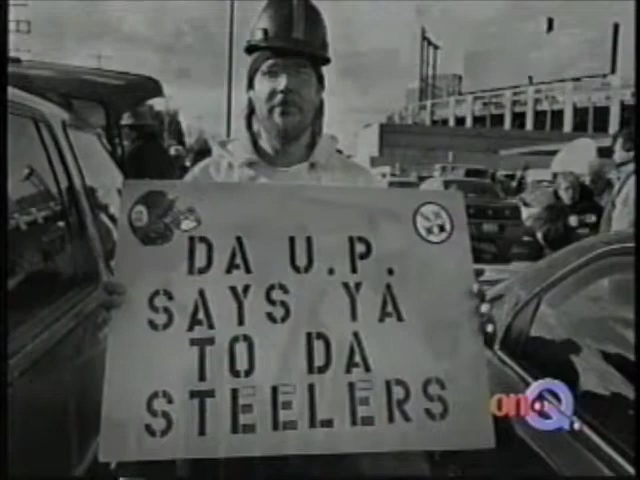 DA U.P.
SAYS YA
TO DA
STEELERS
onQ